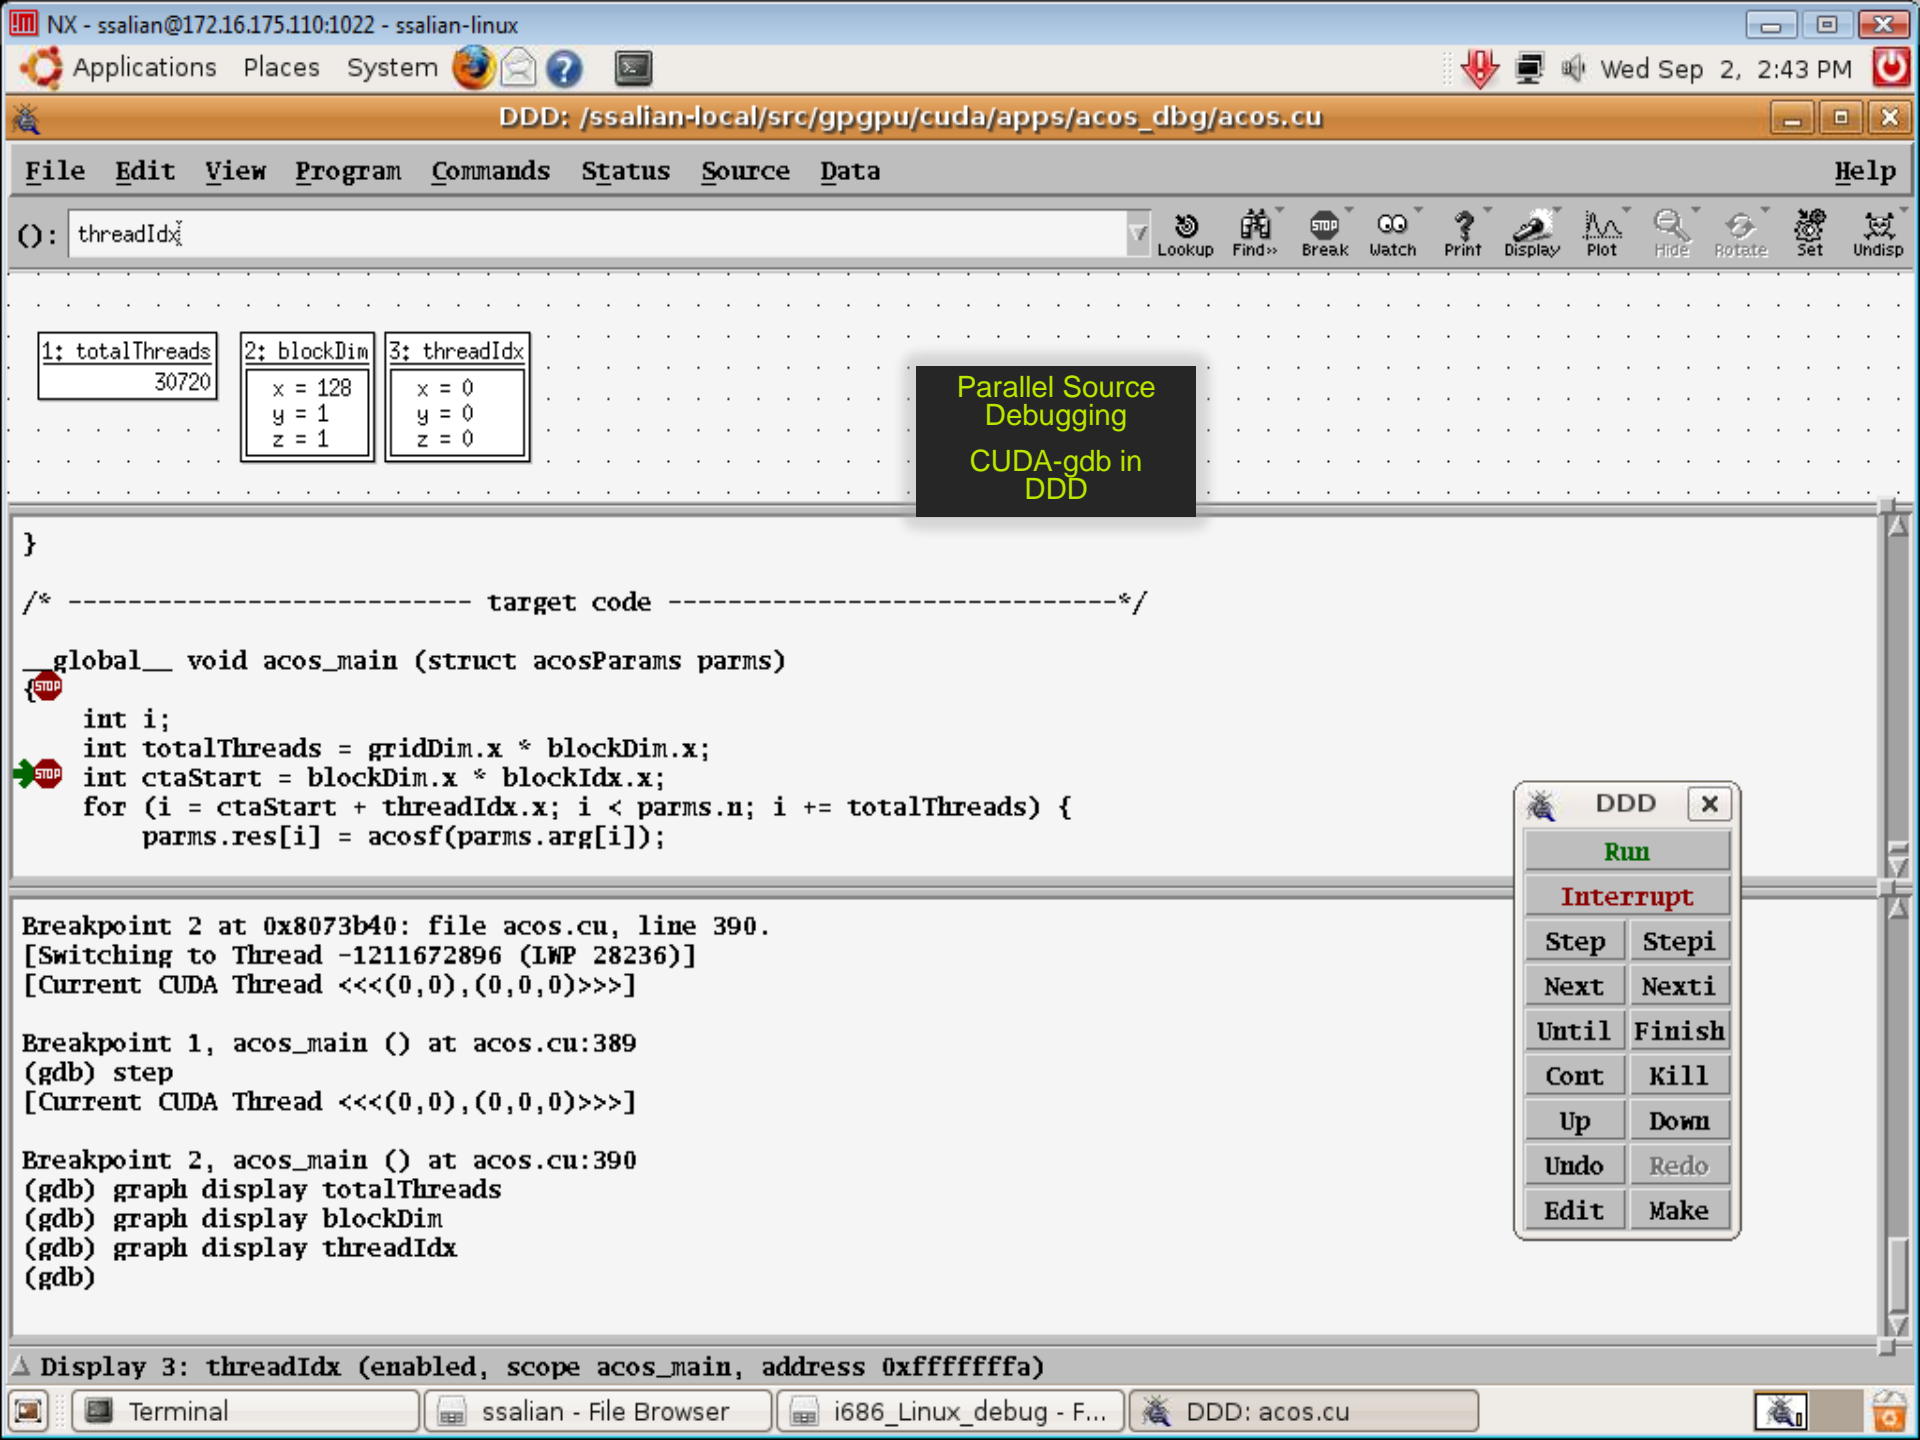 NX - ssalian@172.16.175.110:1022 - ssalian-linux
Applications Places System
Wed Sep 2, 2:43 PM
DDD: /ssalian-local/src/gpgpu/cuda/apps/acos_dbg/acos.cu
File Edit View Program Commands Status Source Data Help
(): threadIdx
Lookup Find>> Break Watch Print Display Plot Hide Rotate Set Undisp
1: totalThreads
30720
2: blockDim
x = 128
y = 1
z = 1
3: threadIdx
x = 0
y = 0
z = 0
Parallel Source
Debugging
CUDA-gdb in
DDD
}
/* --------------------------- target code ------------------------------*/
__global__ void acos_main (struct acosParams parms)
{
STOP
int i;
int totalThreads = gridDim.x * blockDim.x;
STOP
int ctaStart = blockDim.x * blockIdx.x;
for (i = ctaStart + threadIdx.x; i < parms.n; i += totalThreads) {
parms.res[i] = acosf(parms.arg[i]);
Breakpoint 2 at 0x8073b40: file acos.cu, line 390.
[Switching to Thread -1211672896 (LWP 28236)]
[Current CUDA Thread <<<(0,0),(0,0,0)>>>]
Breakpoint 1, acos_main () at acos.cu:389
(gdb) step
[Current CUDA Thread <<<(0,0),(0,0,0)>>>]
Breakpoint 2, acos_main () at acos.cu:390
(gdb) graph display totalThreads
(gdb) graph display blockDim
(gdb) graph display threadIdx
(gdb)
DDD
Run
Interrupt
Step Stepi
Next Nexti
Until Finish
Cont Kill
Up Down
Undo Redo
Edit Make
Display 3: threadIdx (enabled, scope acos_main, address 0xfffffffa)
Terminal
ssalian - File Browser
i686_Linux_debug - F...
DDD: acos.cu